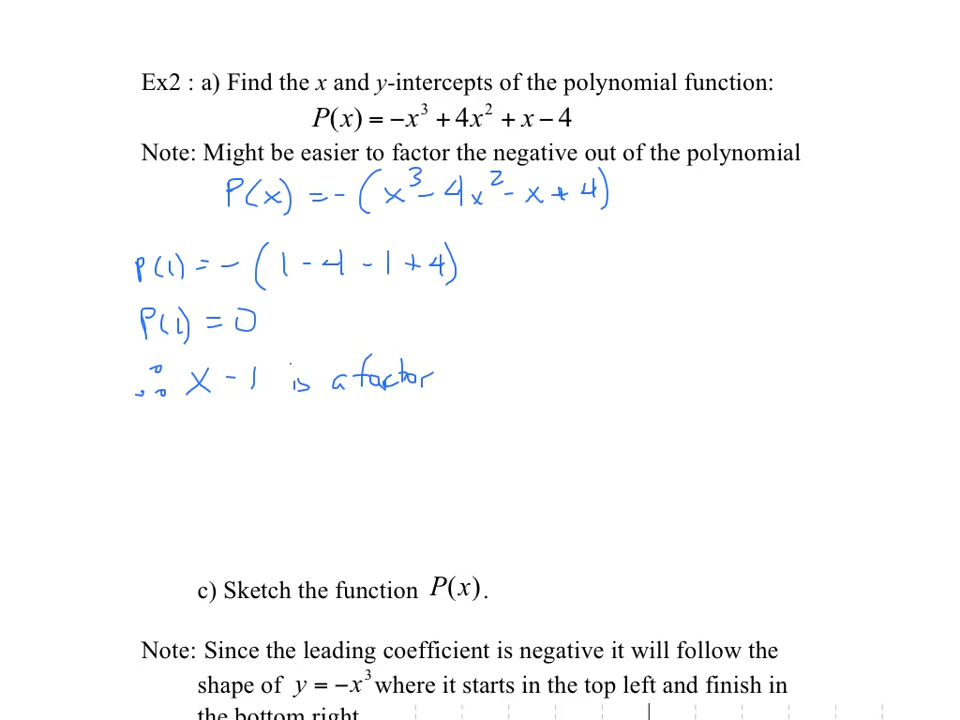 Ex2 : a) Find the x and y-intercepts of the polynomial function:
P(x) = −x³ + 4x² + x − 4
Note: Might be easier to factor the negative out of the polynomial
P(x) = - (x³ - 4x² - x + 4)
P(1) = - (1 - 4 - 1 + 4)
P(1) = 0
∴ x - 1 is a factor
c) Sketch the function P(x).
Note: Since the leading coefficient is negative it will follow the
shape of y = −x³ where it starts in the top left and finish in
the bottom right